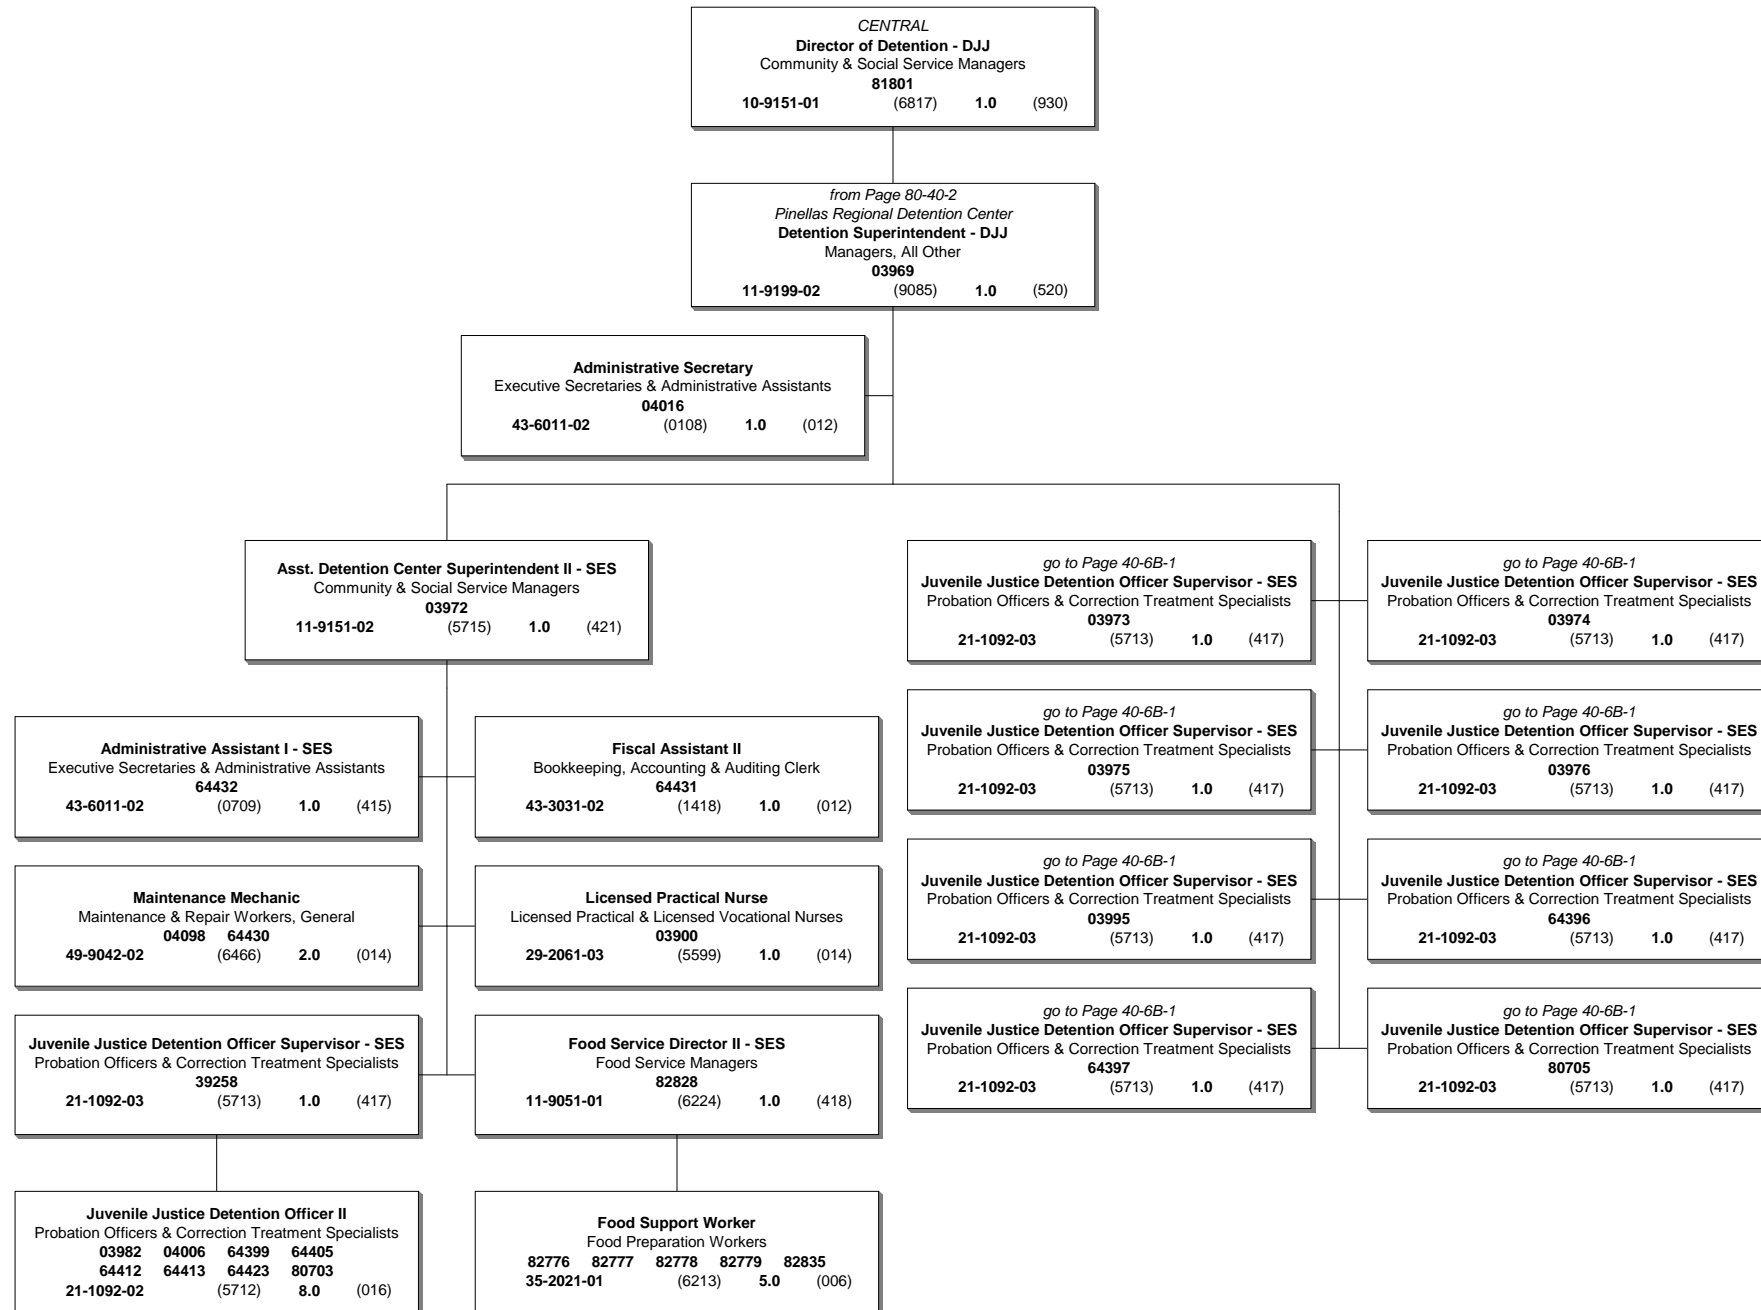 CENTRAL
Director of Detention - DJJ
Community & Social Service Managers
81801
10-9151-01 (6817) 1.0 (930)
from Page 80-40-2
Pinellas Regional Detention Center
Detention Superintendent - DJJ
Managers, All Other
03969
11-9199-02 (9085) 1.0 (520)
Administrative Secretary
Executive Secretaries & Administrative Assistants
04016
43-6011-02 (0108) 1.0 (012)
Asst. Detention Center Superintendent II - SES
Community & Social Service Managers
03972
11-9151-02 (5715) 1.0 (421)
Administrative Assistant I - SES
Executive Secretaries & Administrative Assistants
64432
43-6011-02 (0709) 1.0 (415)
Fiscal Assistant II
Bookkeeping, Accounting & Auditing Clerk
64431
43-3031-02 (1418) 1.0 (012)
Maintenance Mechanic
Maintenance & Repair Workers, General
04098 64430
49-9042-02 (6466) 2.0 (014)
Licensed Practical Nurse
Licensed Practical & Licensed Vocational Nurses
03900
29-2061-03 (5599) 1.0 (014)
Juvenile Justice Detention Officer Supervisor - SES
Probation Officers & Correction Treatment Specialists
39258
21-1092-03 (5713) 1.0 (417)
Food Service Director II - SES
Food Service Managers
82828
11-9051-01 (6224) 1.0 (418)
Juvenile Justice Detention Officer II
Probation Officers & Correction Treatment Specialists
03982 04006 64399 64405
64412 64413 64423 80703
21-1092-02 (5712) 8.0 (016)
Food Support Worker
Food Preparation Workers
82776 82777 82778 82779 82835
35-2021-01 (6213) 5.0 (006)
go to Page 40-6B-1
Juvenile Justice Detention Officer Supervisor - SES
Probation Officers & Correction Treatment Specialists
03973
21-1092-03 (5713) 1.0 (417)
go to Page 40-6B-1
Juvenile Justice Detention Officer Supervisor - SES
Probation Officers & Correction Treatment Specialists
03974
21-1092-03 (5713) 1.0 (417)
go to Page 40-6B-1
Juvenile Justice Detention Officer Supervisor - SES
Probation Officers & Correction Treatment Specialists
03975
21-1092-03 (5713) 1.0 (417)
go to Page 40-6B-1
Juvenile Justice Detention Officer Supervisor - SES
Probation Officers & Correction Treatment Specialists
03976
21-1092-03 (5713) 1.0 (417)
go to Page 40-6B-1
Juvenile Justice Detention Officer Supervisor - SES
Probation Officers & Correction Treatment Specialists
03995
21-1092-03 (5713) 1.0 (417)
go to Page 40-6B-1
Juvenile Justice Detention Officer Supervisor - SES
Probation Officers & Correction Treatment Specialists
64396
21-1092-03 (5713) 1.0 (417)
go to Page 40-6B-1
Juvenile Justice Detention Officer Supervisor - SES
Probation Officers & Correction Treatment Specialists
64397
21-1092-03 (5713) 1.0 (417)
go to Page 40-6B-1
Juvenile Justice Detention Officer Supervisor - SES
Probation Officers & Correction Treatment Specialists
80705
21-1092-03 (5713) 1.0 (417)